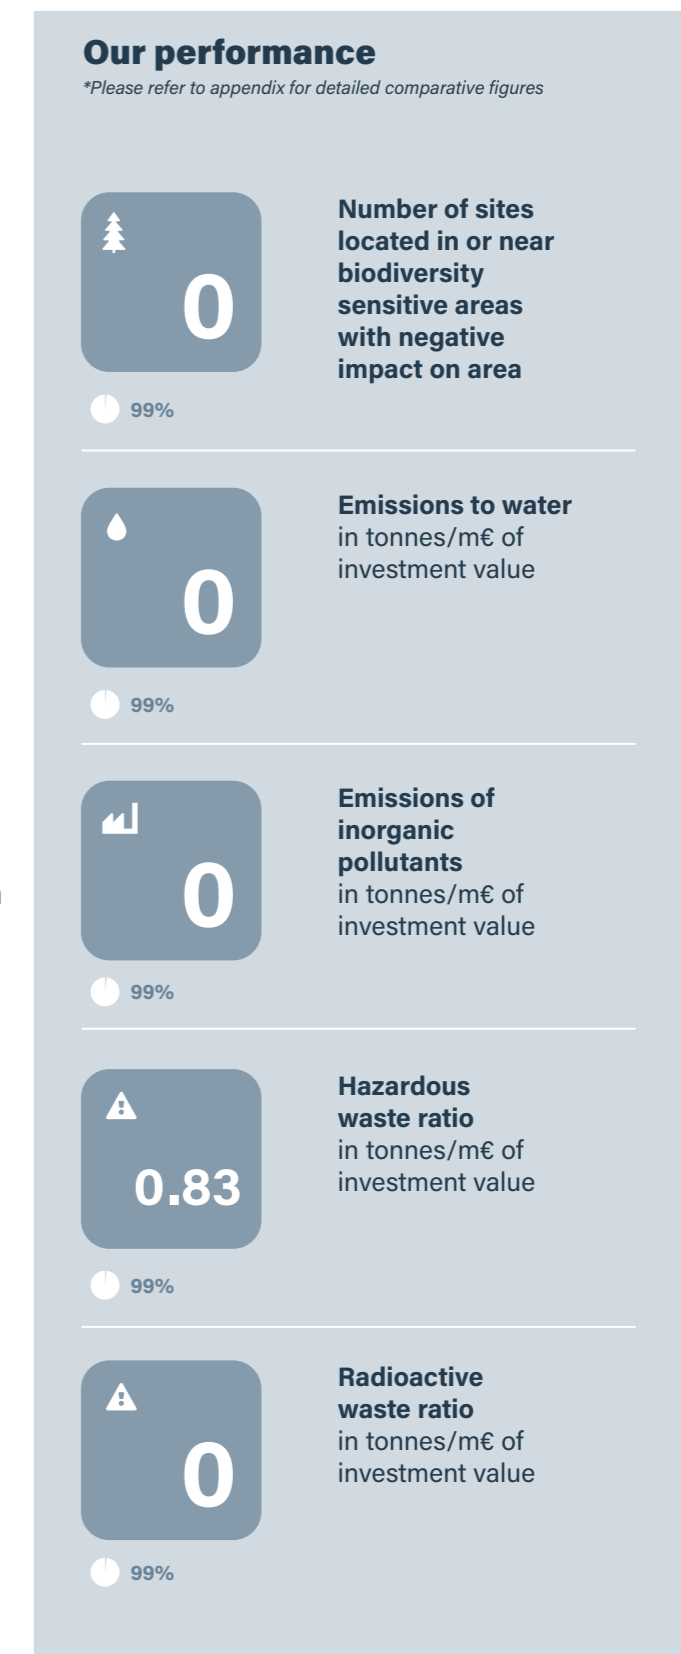 Our performance
*Please refer to appendix for detailed comparative figures
0
Number of sites
located in or near
biodiversity
sensitive areas
with negative
impact on area
99%
0
Emissions to water
in tonnes/m€ of
investment value
99%
0
Emissions of
inorganic
pollutants
in tonnes/m€ of
investment value
99%
0.83
Hazardous
waste ratio
in tonnes/m€ of
investment value
99%
0
Radioactive
waste ratio
in tonnes/m€ of
investment value
99%